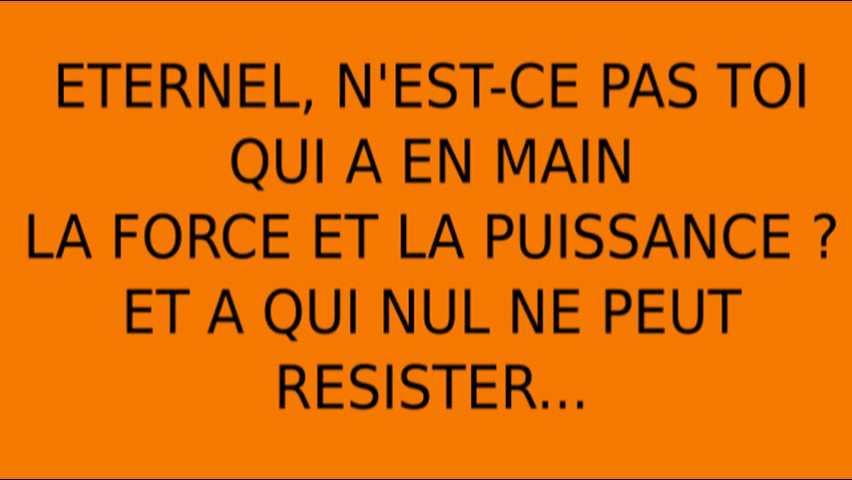 ETERNEL, N'EST-CE PAS TOI
QUI A EN MAIN
LA FORCE ET LA PUISSANCE ?
ET A QUI NUL NE PEUT
RESISTER...